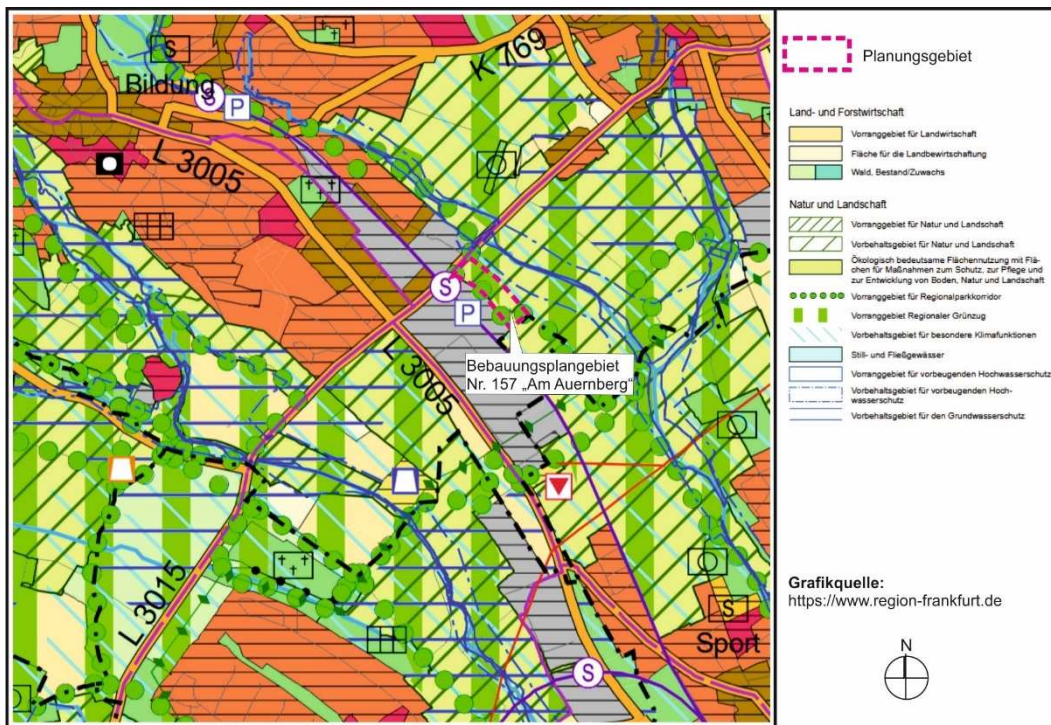 S
Bildung
S
P
K 769
L 3005
S
P
Bebauungsplangebiet
Nr. 157 „Am Auernberg“
L 3005
L 3015
S
Sport
S
Planungsgebiet
Land- und Forstwirtschaft
Vorranggebiet für Landwirtschaft
Fläche für die Landbewirtschaftung
Wald, Bestand/Zuwachs
Natur und Landschaft
Vorranggebiet für Natur und Landschaft
Vorbehaltsgebiet für Natur und Landschaft
Ökologisch bedeutsame Flächennutzung mit Flä-
chen für Maßnahmen zum Schutz, zur Pflege und
zur Entwicklung von Boden, Natur und Landschaft
Vorranggebiet für Regionalparkkorridor
Vorranggebiet Regionaler Grünzug
Vorbehaltsgebiet für besondere Klimafunktionen
Still- und Fließgewässer
Vorranggebiet für vorbeugenden Hochwasserschutz
Vorbehaltsgebiet für vorbeugenden Hoch-
wasserschutz
Vorbehaltsgebiet für den Grundwasserschutz
Grafikquelle:
https://www.region-frankfurt.de
N